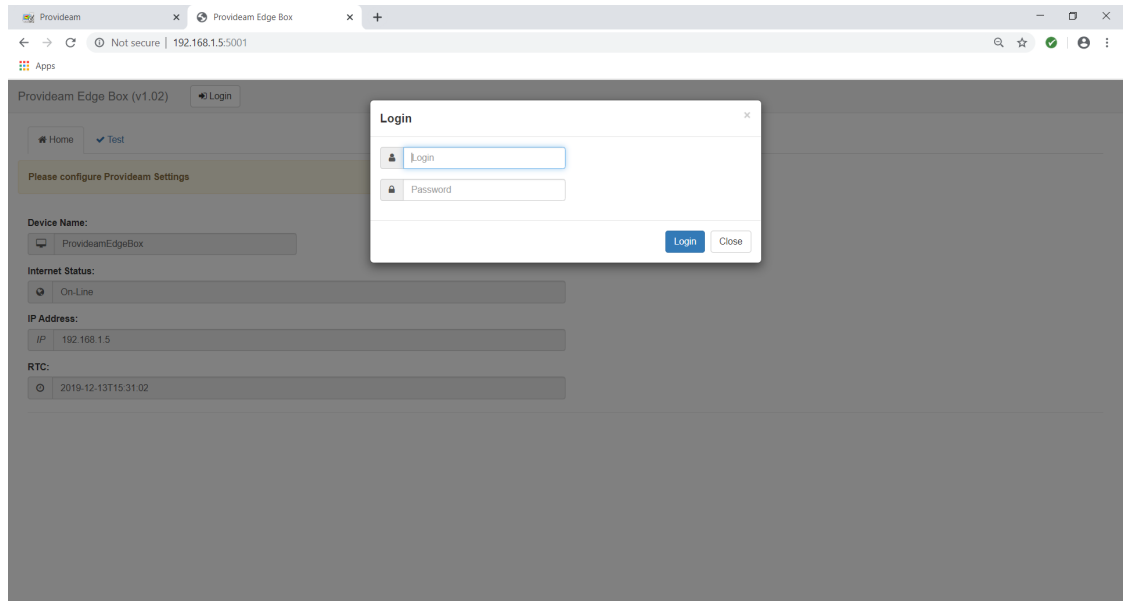 Provideam
Provideam Edge Box
Not secure | 192.168.1.5:5001
Apps
Provideam Edge Box (v1.02)
Login
Home
Test
Please configure Provideam Settings
Device Name:
ProvideamEdgeBox
Internet Status:
On-Line
IP Address:
IP 192.168.1.5
RTC:
2019-12-13T15:31:02
Login
×
Login
Password
Login
Close